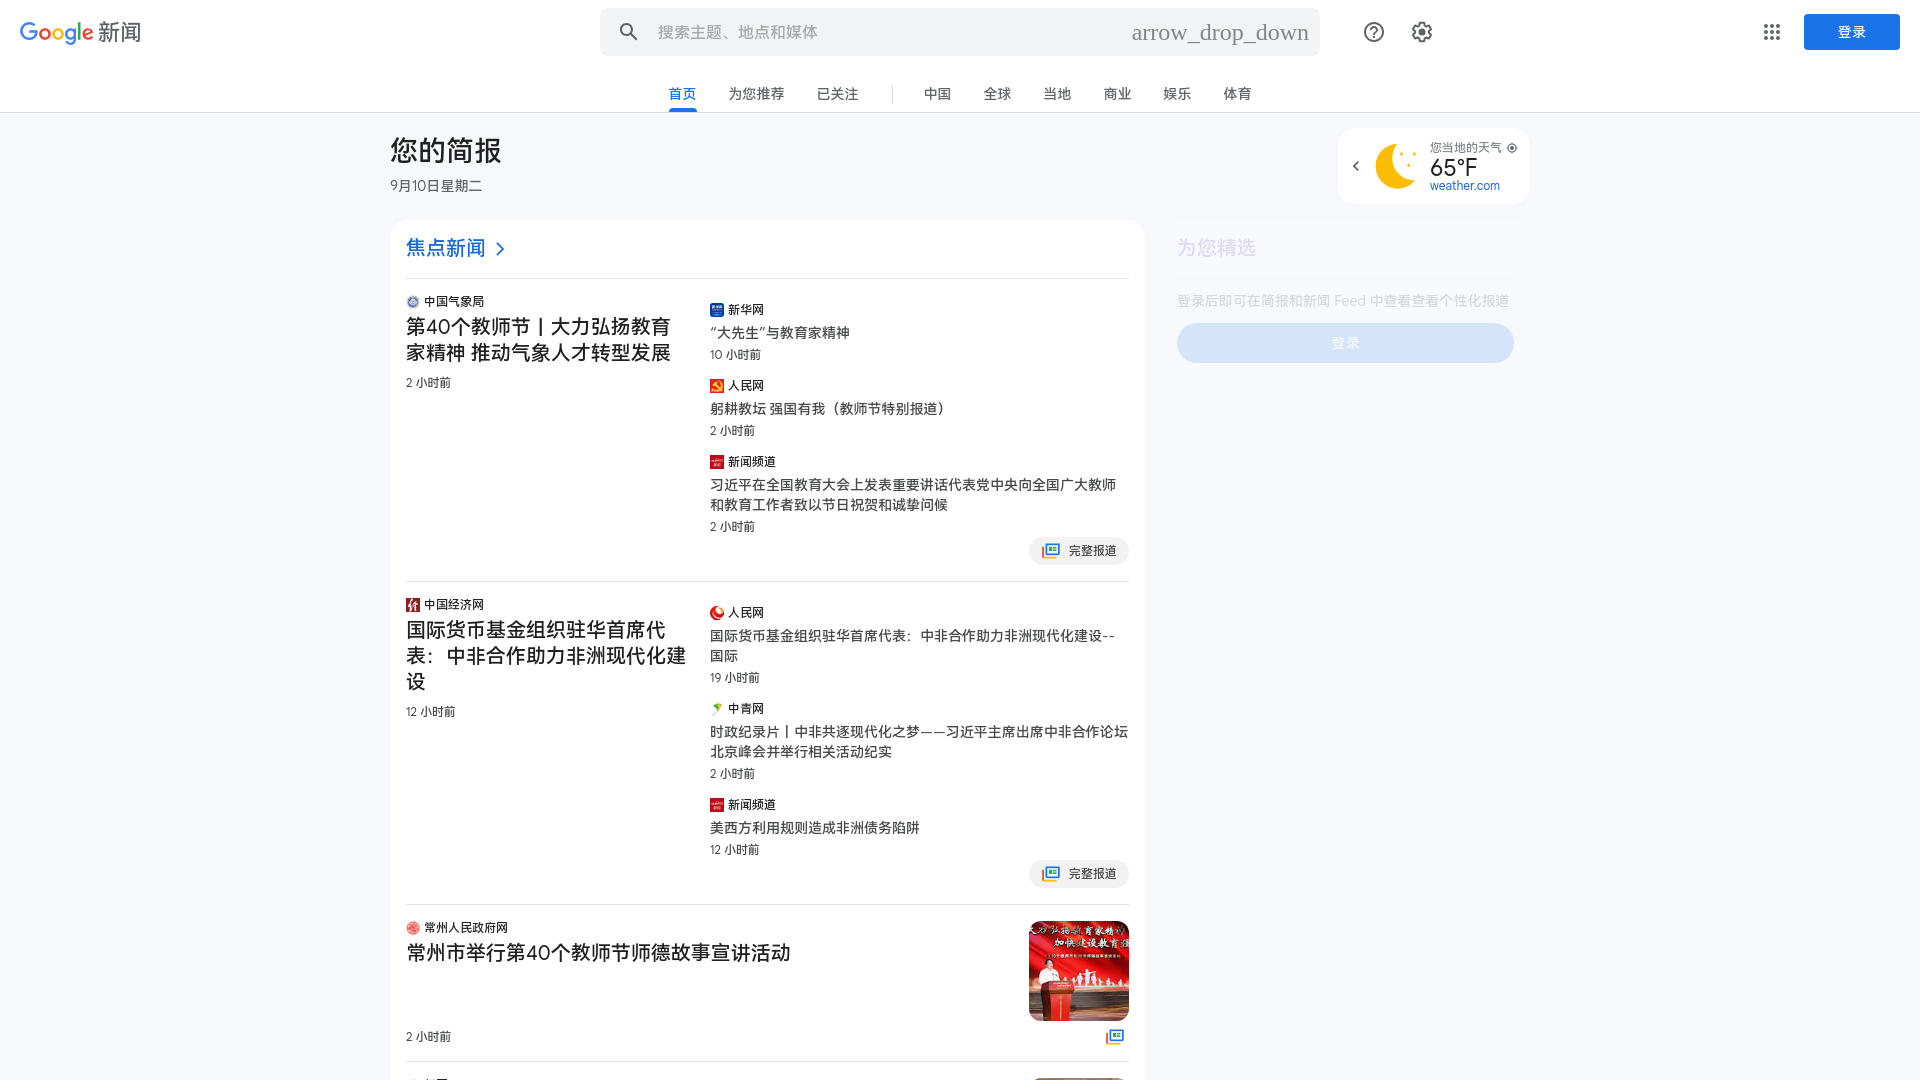 Google 新闻
搜索主题、地点和媒体
arrow_drop_down
登录
首页
为您推荐
已关注
中国
全球
当地
商业
娱乐
体育
您的简报
9月10日星期二
您当地的天气
65°F
weather.com
焦点新闻
中国气象局
第40个教师节丨大力弘扬教育
家精神 推动气象人才转型发展
2 小时前
新华网
“大先生”与教育家精神
10 小时前
人民网
躬耕教坛 强国有我（教师节特别报道）
2 小时前
新闻频道
习近平在全国教育大会上发表重要讲话代表党中央向全国广大教师
和教育工作者致以节日祝贺和诚挚问候
2 小时前
完整报道
为您精选
登录后即可在简报和新闻 Feed 中查看查看个性化报道
登录
中国经济网
国际货币基金组织驻华首席代
表：中非合作助力非洲现代化建
设
12 小时前
人民网
国际货币基金组织驻华首席代表：中非合作助力非洲现代化建设--
国际
19 小时前
中青网
时政纪录片丨中非共逐现代化之梦——习近平主席出席中非合作论坛
北京峰会并举行相关活动纪实
2 小时前
新闻频道
美西方利用规则造成非洲债务陷阱
12 小时前
完整报道
常州人民政府网
常州市举行第40个教师节师德故事宣讲活动
2 小时前
大力弘扬教育家精神
加快建设教育强